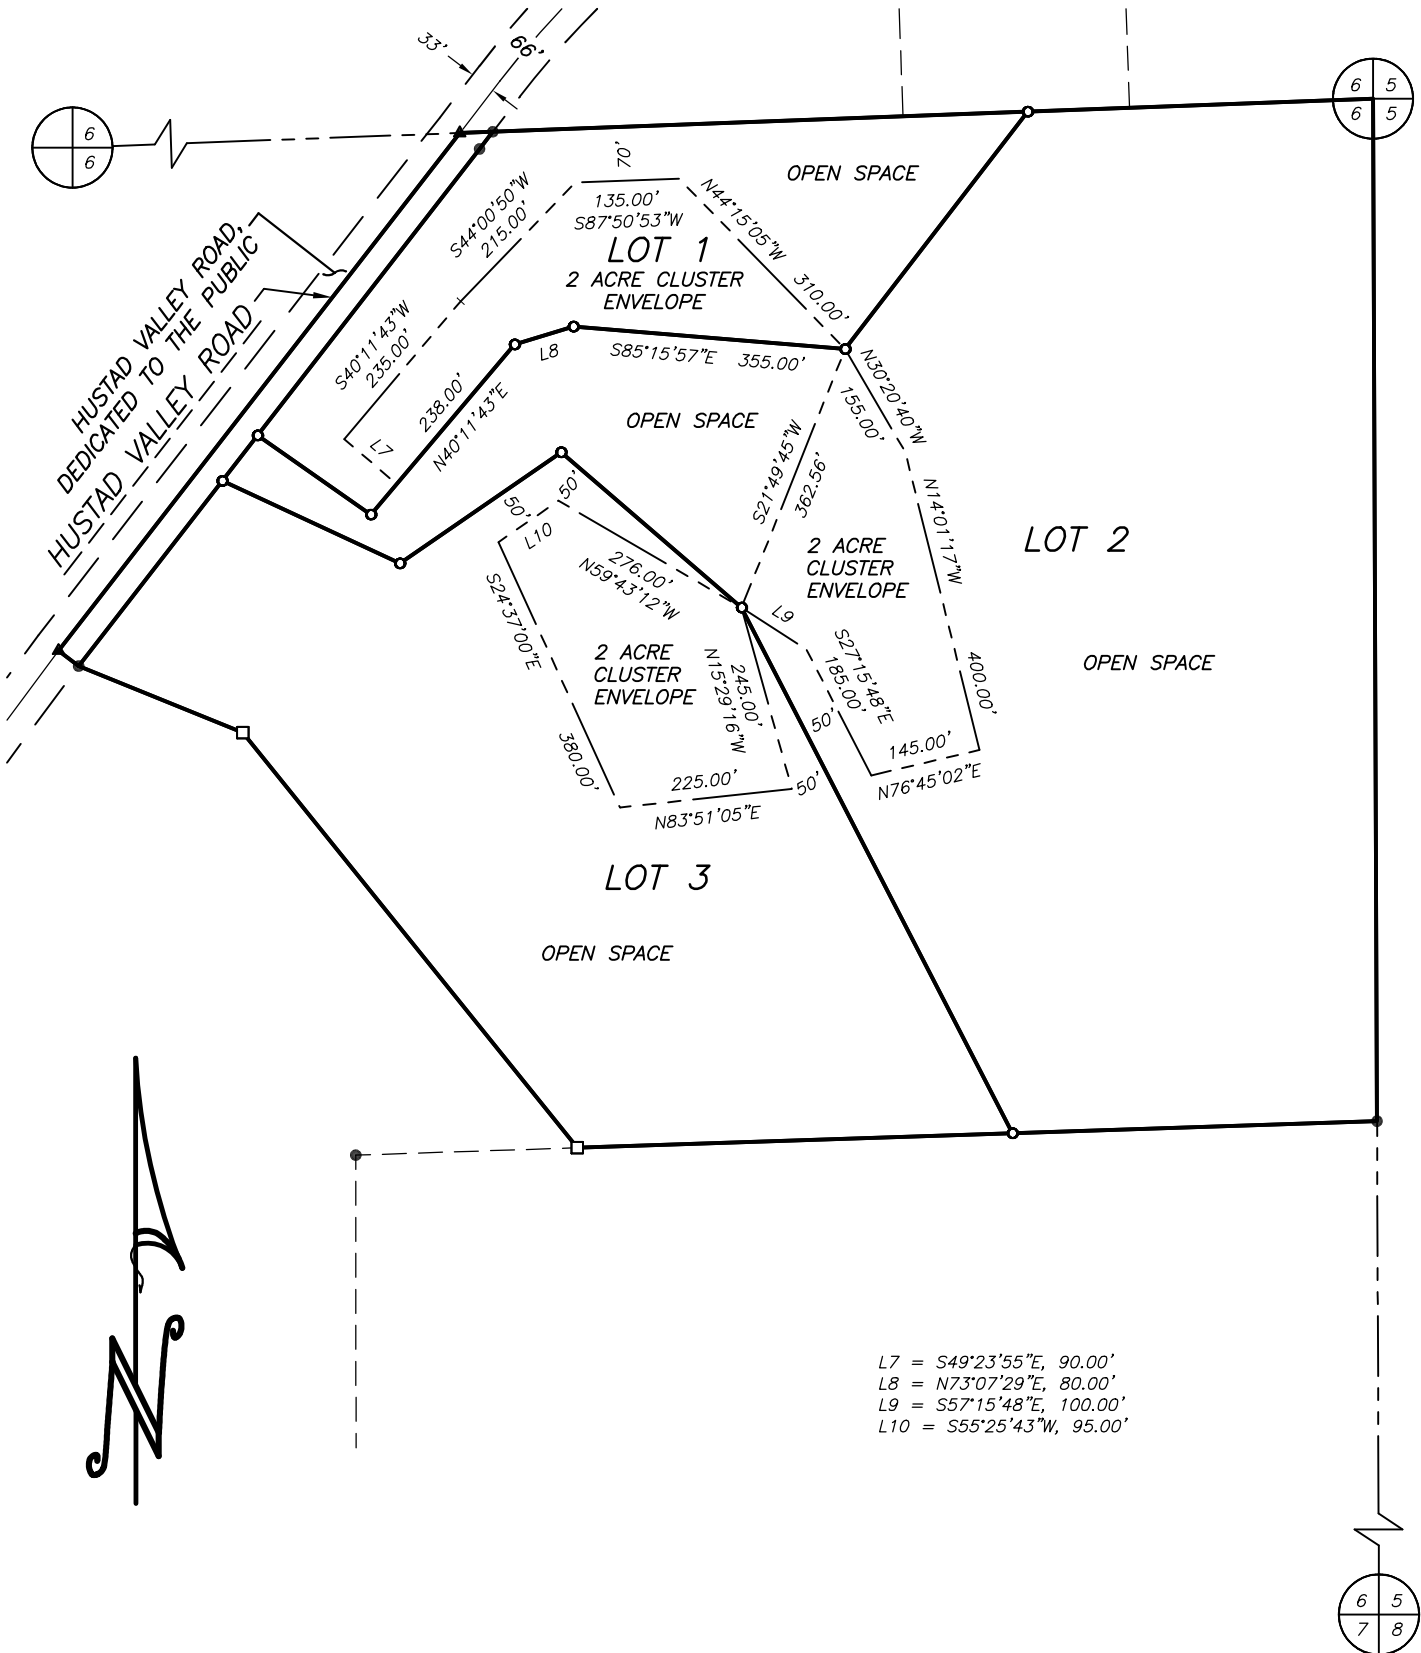 33'
66'
6
6
6 5
6 5
OPEN SPACE
70'
135.00'
S87°50'53"W
N44°15'05"W
310.00'
S44°00'50"W
215.00'
LOT 1
2 ACRE CLUSTER
ENVELOPE
HUSTAD VALLEY ROAD,
DEDICATED TO THE PUBLIC
HUSTAD VALLEY ROAD
S40°11'43"W
235.00'
L7
238.00'
N40°11'43"E
L8
S85°15'57"E 355.00'
OPEN SPACE
N30°20'40"W
155.00'
S21°49'45"W
362.56'
N14°01'17"W
400.00'
LOT 2
2 ACRE
CLUSTER
ENVELOPE
50'
50'
L10
276.00'
N59°43'12"W
S24°37'00"E
380.00'
L9
S27°15'48"E
185.00'
50'
2 ACRE
CLUSTER
ENVELOPE
245.00'
N15°29'16"W
OPEN SPACE
145.00'
N76°45'02"E
225.00'
50'
N83°51'05"E
LOT 3
OPEN SPACE
N
L7 = S49°23'55"E, 90.00'
L8 = N73°07'29"E, 80.00'
L9 = S57°15'48"E, 100.00'
L10 = S55°25'43"W, 95.00'
6 5
7 8